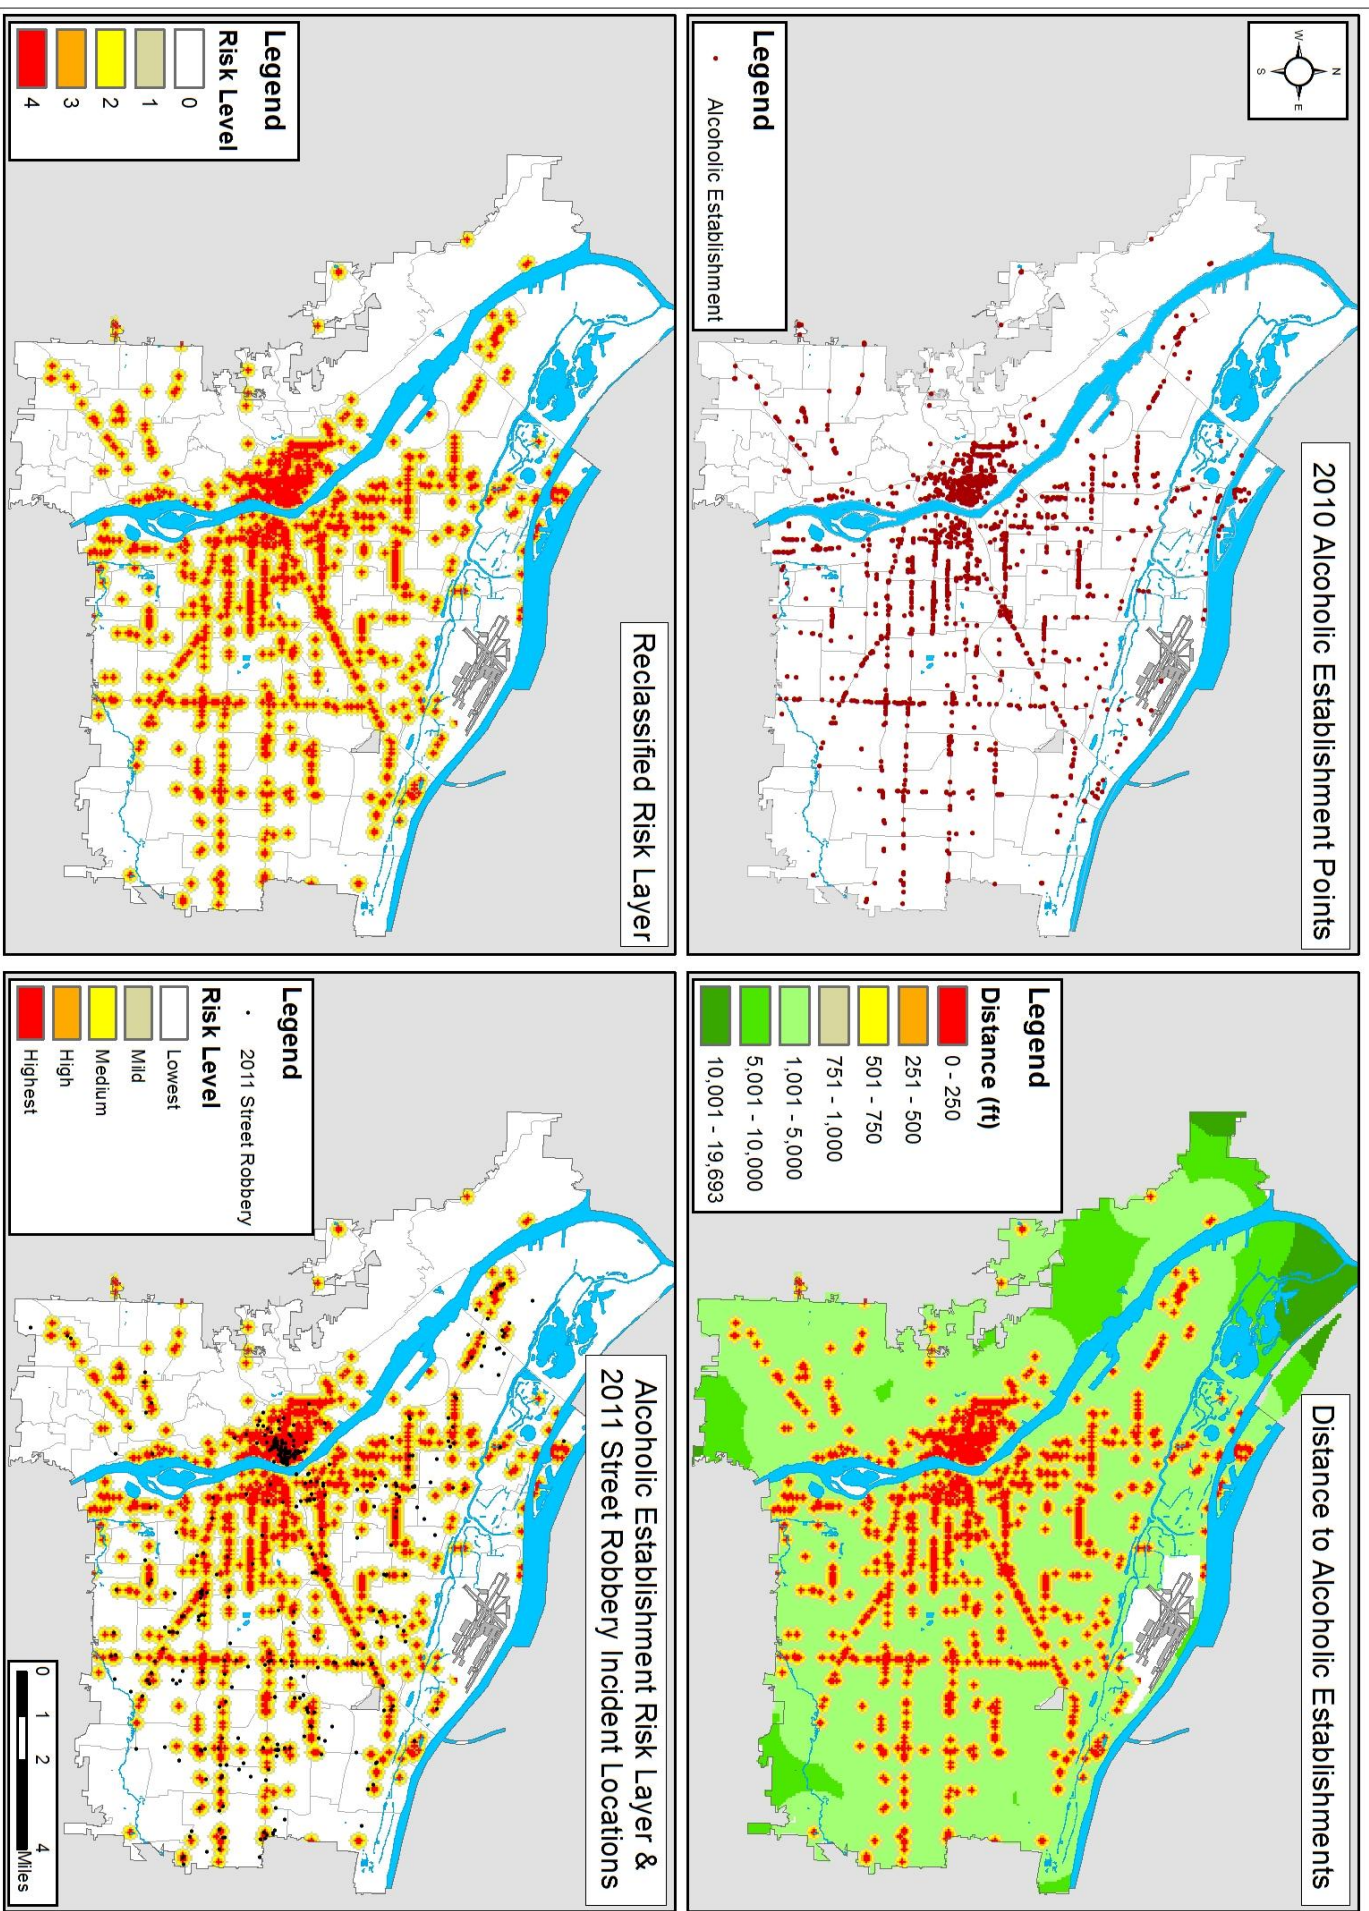 N
W
E
S
2010 Alcoholic Establishment Points
Legend
Alcoholic Establishment
Distance to Alcoholic Establishments
Legend
Distance (ft)
0 - 250
251 - 500
501 - 750
751 - 1,000
1,001 - 5,000
5,001 - 10,000
10,001 - 19,693
Reclassified Risk Layer
Legend
Risk Level
0
1
2
3
4
Alcoholic Establishment Risk Layer &
2011 Street Robbery Incident Locations
Legend
2011 Street Robbery
Risk Level
Lowest
Mild
Medium
High
Highest
0 1 2 4
Miles